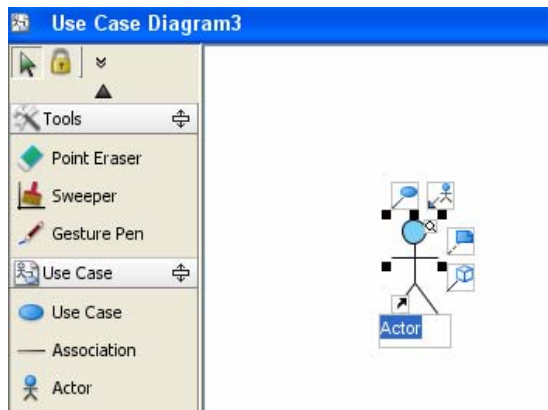 Use Case Diagram3
Tools
Point Eraser
Sweeper
Gesture Pen
Use Case
Use Case
Association
Actor
Actor